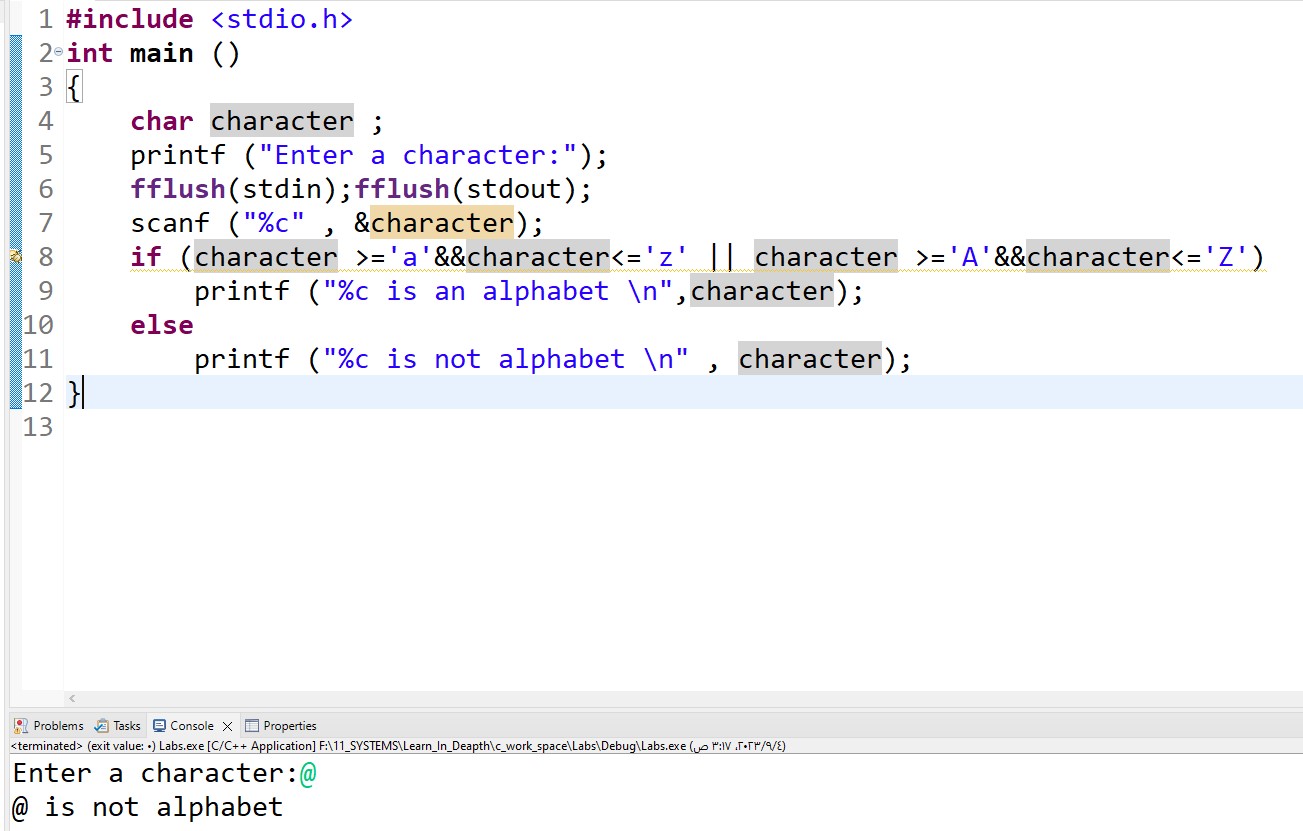 1 #include <stdio.h>
2 int main ()
3 {
4 char character ;
5 printf ("Enter a character:");
6 fflush(stdin);fflush(stdout);
7 scanf ("%c" , &character);
8 if (character >='a'&&character<='z' || character >='A'&&character<='Z')
9 printf ("%c is an alphabet \n",character);
10 else
11 printf ("%c is not alphabet \n" , character);
12 }
13
Problems Tasks Console Properties
<terminated> (exit value: ٠) Labs.exe [C/C++ Application] F:\11_SYSTEMS\Learn_In_Deapth\c_work_space\Labs\Debug\Labs.exe (٢٠٢٣/٩/٤، ٣:١٧ ص)
Enter a character:@
@ is not alphabet